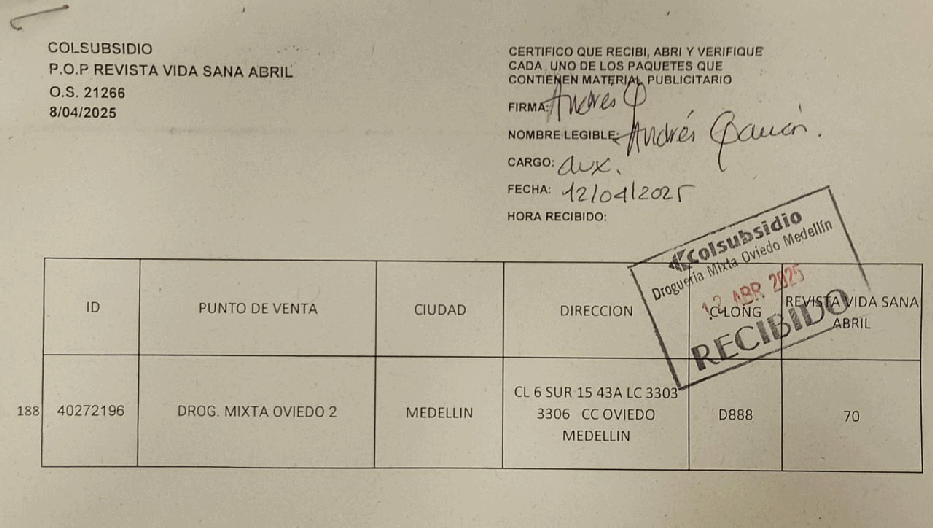 COLSUBSIDIO
P.O.P REVISTA VIDA SANA ABRIL
O.S. 21266
8/04/2025
CERTIFICO QUE RECIBI, ABRI Y VERIFIQUE
CADA UNO DE LOS PAQUETES QUE
CONTIENEN MATERIAL PUBLICITARIO
FIRMA: Andres
NOMBRE LEGIBLE: Andrés
CARGO: Aux.
FECHA: 12/04/2025
HORA RECIBIDO:
Colsubsidio
Droguería Mixta Oviedo Medellín
12 ABR 2025
RECIBIDO
ID PUNTO DE VENTA CIUDAD DIRECCION C-LONG REVISTA VIDA SANA
ABRIL
188 40272196 DROG. MIXTA OVIEDO 2 MEDELLIN CL 6 SUR 15 43A LC 3303 D888 70
3306 CC OVIEDO
MEDELLIN